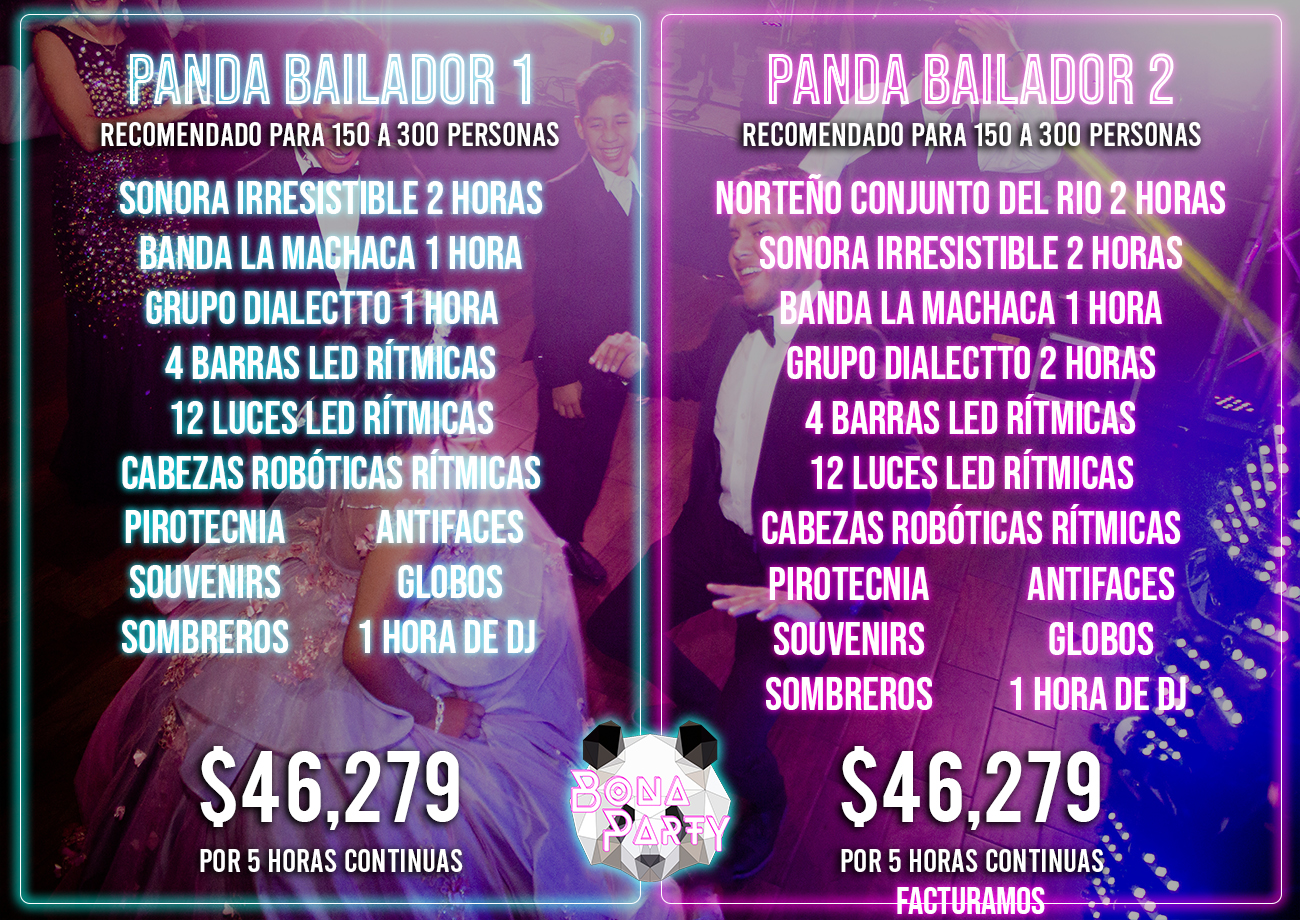 PANDA BAILADOR 1
RECOMENDADO PARA 150 A 300 PERSONAS
SONORA IRRESISTIBLE 2 HORAS
BANDA LA MACHACA 1 HORA
GRUPO DIALECTTO 1 HORA
4 BARRAS LED RÍTMICAS
12 LUCES LED RÍTMICAS
CABEZAS ROBÓTICAS RÍTMICAS
PIROTECNIA ANTIFACES
SOUVENIRS GLOBOS
SOMBREROS 1 HORA DE DJ
$46,279
POR 5 HORAS CONTINUAS
PANDA BAILADOR 2
RECOMENDADO PARA 150 A 300 PERSONAS
NORTEÑO CONJUNTO DEL RIO 2 HORAS
SONORA IRRESISTIBLE 2 HORAS
BANDA LA MACHACA 1 HORA
GRUPO DIALECTTO 2 HORAS
4 BARRAS LED RÍTMICAS
12 LUCES LED RÍTMICAS
CABEZAS ROBÓTICAS RÍTMICAS
PIROTECNIA ANTIFACES
SOUVENIRS GLOBOS
SOMBREROS 1 HORA DE DJ
$46,279
POR 5 HORAS CONTINUAS
FACTURAMOS
BONA
PARTY